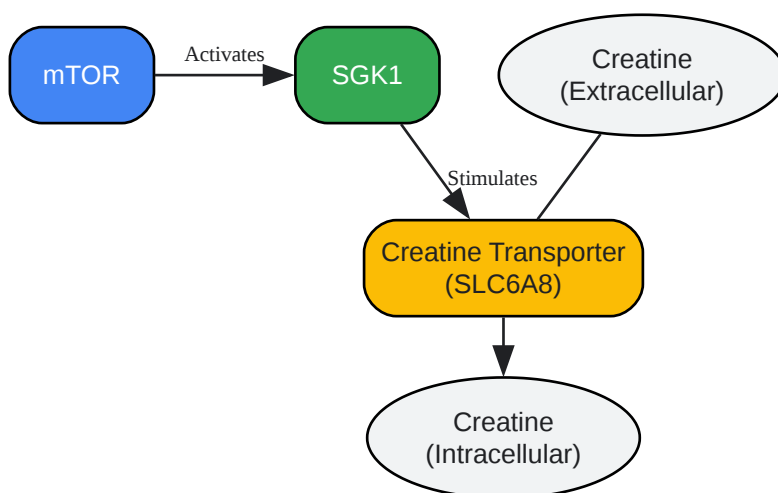 mTOR
Activates
SGK1
Creatine
(Extracellular)
Stimulates
Creatine Transporter
(SLC6A8)
Creatine
(Intracellular)